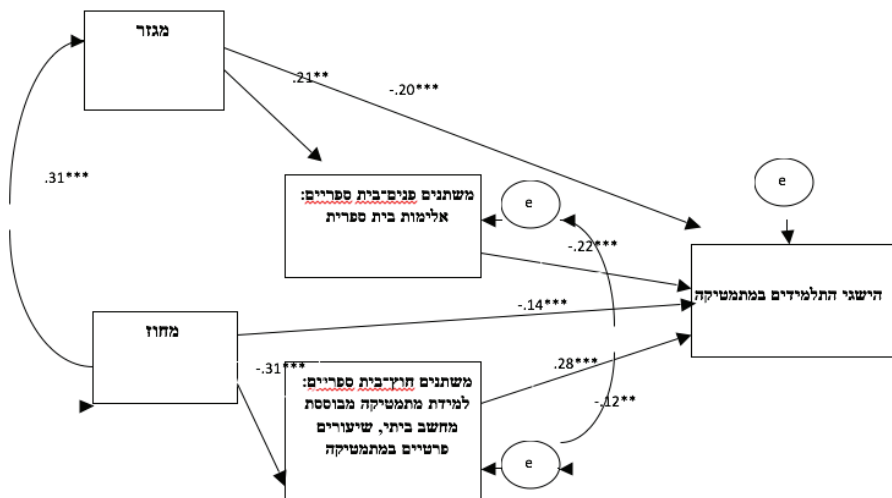 מגזר
.21**
-.20***
.31***
e
משתנים פנים־בית ספריים:
אלימות בית ספרית
e
-.22***
הישגי התלמידים במתמטיקה
-.14***
מחוז
-.31***
משתנים חוץ־בית ספריים:
למידת מתמטיקה מבוססת
מחשב ביתי, שיעורים
פרטיים במתמטיקה
.28***
-.12**
e